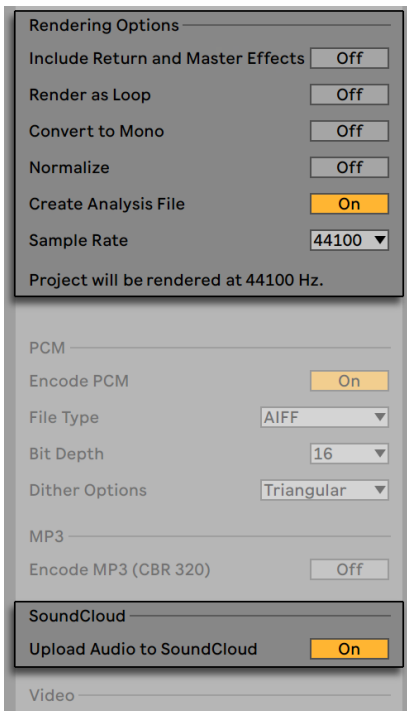 Rendering Options
Include Return and Master Effects Off
Render as Loop Off
Convert to Mono Off
Normalize Off
Create Analysis File On
Sample Rate 44100
Project will be rendered at 44100 Hz.
PCM
Encode PCM On
File Type AIFF
Bit Depth 16
Dither Options Triangular
MP3
Encode MP3 (CBR 320) Off
SoundCloud
Upload Audio to SoundCloud On
Video